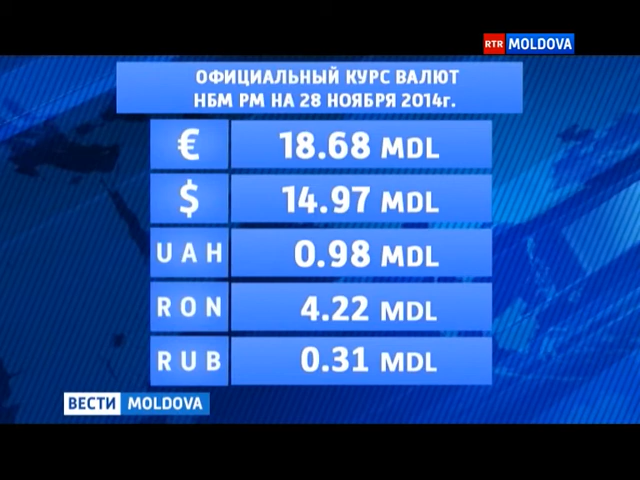 RTR MOLDOVA
ОФИЦИАЛЬНЫЙ КУРС ВАЛЮТ
НБМ РМ НА 28 НОЯБРЯ 2014г.
€ 18.68 MDL
$ 14.97 MDL
UAH 0.98 MDL
RON 4.22 MDL
RUB 0.31 MDL
ВЕСТИ MOLDOVA